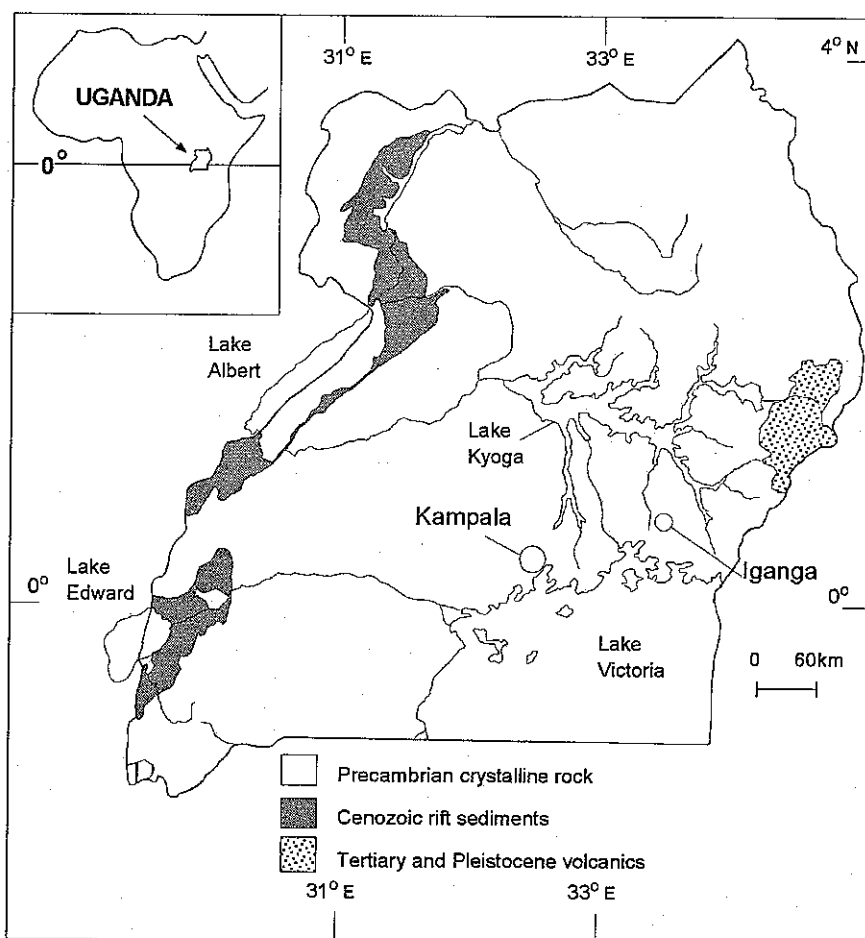 31° E
33° E
4° N
UGANDA
0°
Lake
Albert
Lake
Kyoga
Kampala
Iganga
Lake
Edward
0°
0°
Lake
Victoria
0 60km
Precambrian crystalline rock
Cenozoic rift sediments
Tertiary and Pleistocene volcanics
31° E
33° E